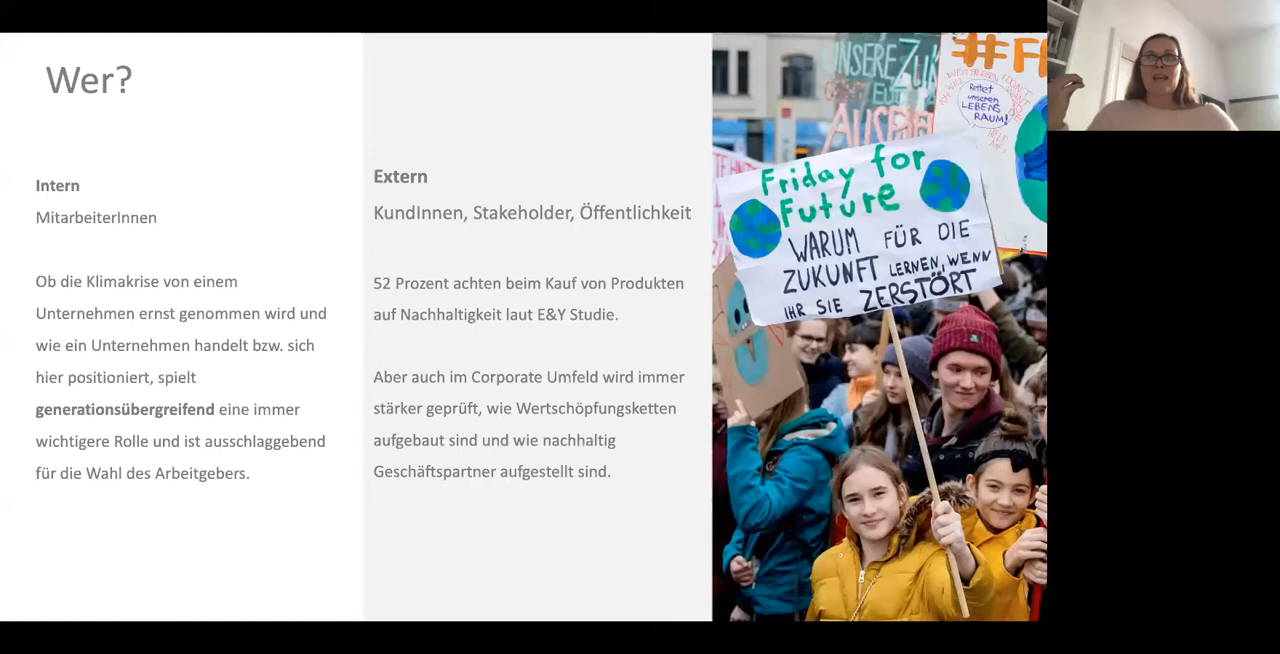 Wer?
Intern
MitarbeiterInnen
Ob die Klimakrise von einem
Unternehmen ernst genommen wird und
wie ein Unternehmen handelt bzw. sich
hier positioniert, spielt
generationsübergreifend eine immer
wichtigere Rolle und ist ausschlaggebend
für die Wahl des Arbeitgebers.
Extern
KundInnen, Stakeholder, Öffentlichkeit
52 Prozent achten beim Kauf von Produkten
auf Nachhaltigkeit laut E&Y Studie.
Aber auch im Corporate Umfeld wird immer
stärker geprüft, wie Wertschöpfungsketten
aufgebaut sind und wie nachhaltig
Geschäftspartner aufgestellt sind.
UNSERE ZU
#FF
Rettet
unseren
LEBENS
RAUM!
Friday for
Future
WARUM FÜR DIE
ZUKUNFT LERNEN, WENN
IHR SIE ZERSTÖRT